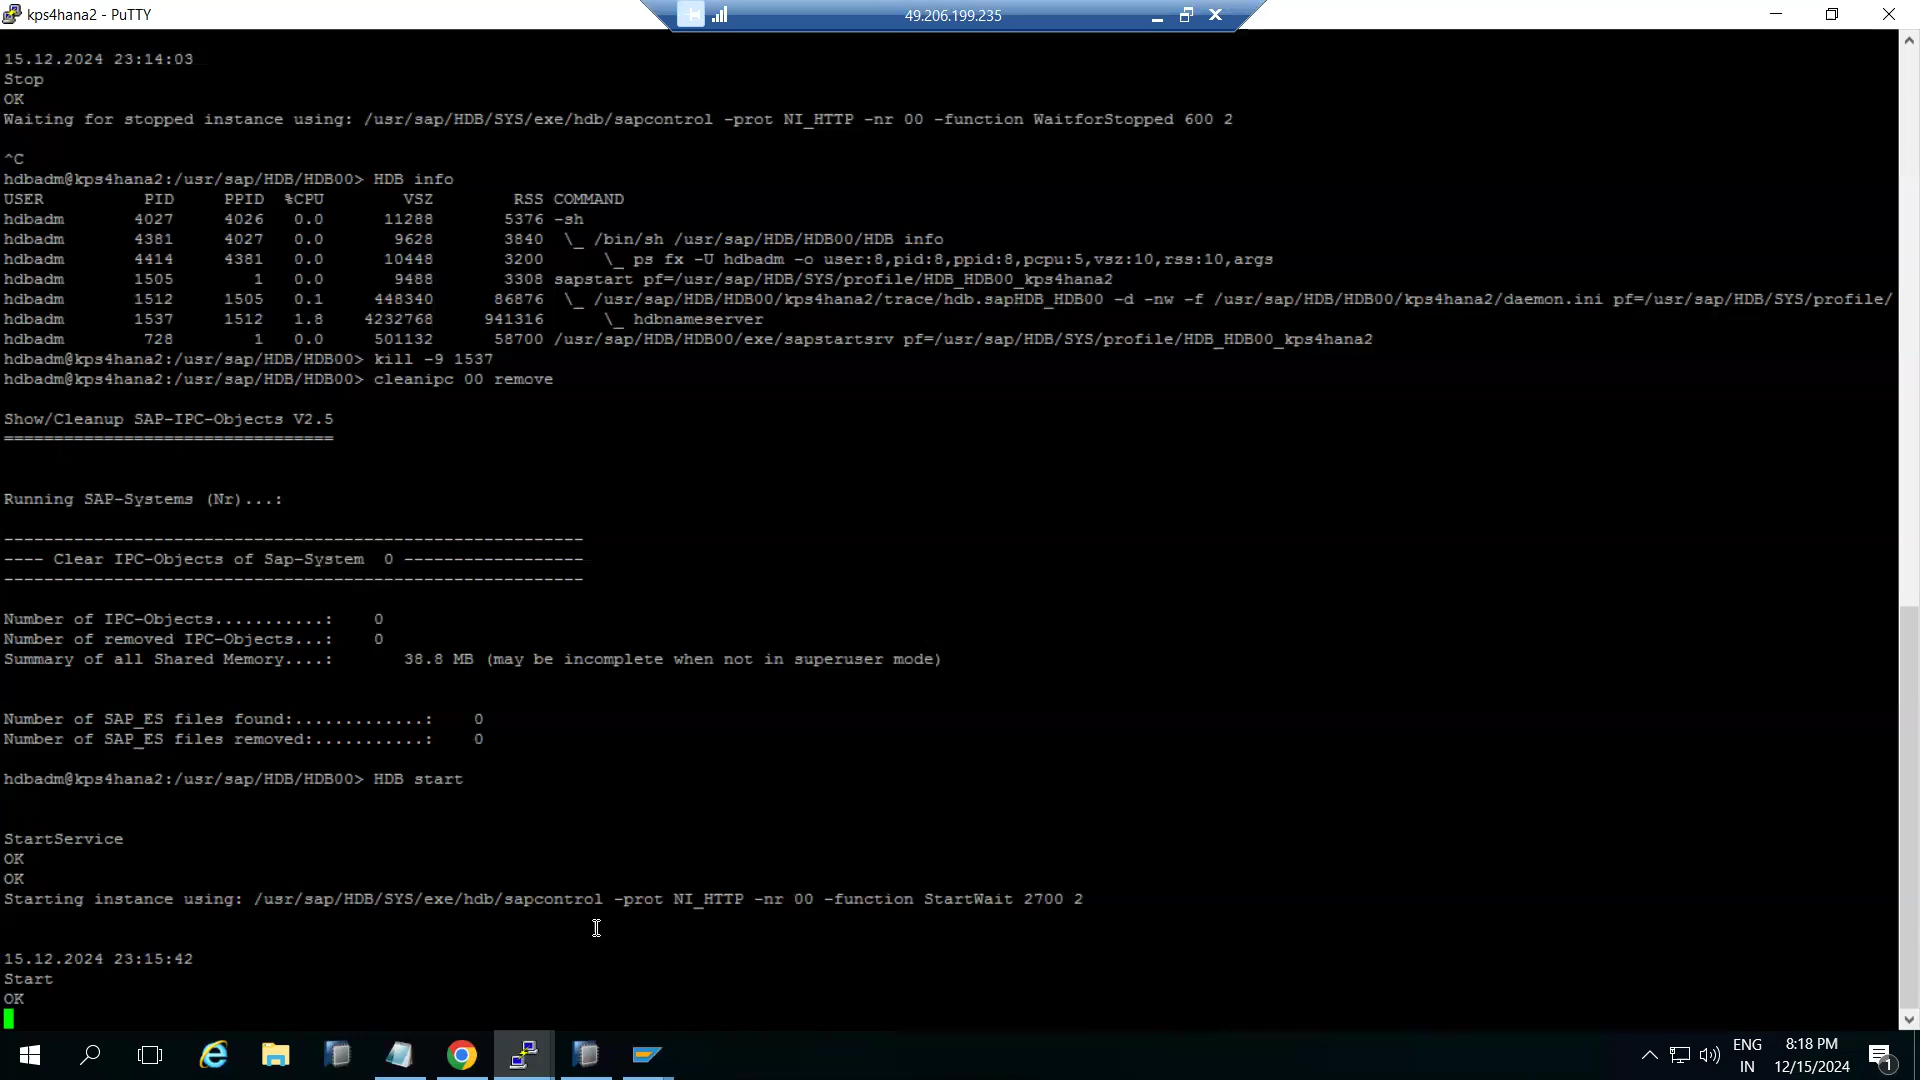 kps4hana2 - PuTTY
49.206.199.235
15.12.2024 23:14:03
Stop
OK
Waiting for stopped instance using: /usr/sap/HDB/SYS/exe/hdb/sapcontrol -prot NI_HTTP -nr 00 -function WaitforStopped 600 2
^C
hdbadm@kps4hana2:/usr/sap/HDB/HDB00> HDB info
USER PID PPID %CPU VSZ RSS COMMAND
hdbadm 4027 4026 0.0 11288 5376 -sh
hdbadm 4381 4027 0.0 9628 3840 \_ /bin/sh /usr/sap/HDB/HDB00/HDB info
hdbadm 4414 4381 0.0 10448 3200 \_ ps fx -U hdbadm -o user:8,pid:8,ppid:8,pcpu:5,vsz:10,rss:10,args
hdbadm 1505 1 0.0 9488 3308 sapstart pf=/usr/sap/HDB/SYS/profile/HDB_HDB00_kps4hana2
hdbadm 1512 1505 0.1 448340 86876 \_ /usr/sap/HDB/HDB00/kps4hana2/trace/hdb.sapHDB_HDB00 -d -nw -f /usr/sap/HDB/HDB00/kps4hana2/daemon.ini pf=/usr/sap/HDB/SYS/profile/
hdbadm 1537 1512 1.8 4232768 941316 \_ hdbnameserver
hdbadm 728 1 0.0 501132 58700 /usr/sap/HDB/HDB00/exe/sapstartsrv pf=/usr/sap/HDB/SYS/profile/HDB_HDB00_kps4hana2
hdbadm@kps4hana2:/usr/sap/HDB/HDB00> kill -9 1537
hdbadm@kps4hana2:/usr/sap/HDB/HDB00> cleanipc 00 remove
Show/Cleanup SAP-IPC-Objects V2.5
=================================
Running SAP-Systems (Nr)...:
----------------------------------------------------------
---- Clear IPC-Objects of Sap-System 0 ------------------
----------------------------------------------------------
Number of IPC-Objects...........: 0
Number of removed IPC-Objects...: 0
Summary of all Shared Memory....: 38.8 MB (may be incomplete when not in superuser mode)
Number of SAP_ES files found:.............: 0
Number of SAP_ES files removed:...........: 0
hdbadm@kps4hana2:/usr/sap/HDB/HDB00> HDB start
StartService
OK
OK
Starting instance using: /usr/sap/HDB/SYS/exe/hdb/sapcontrol -prot NI_HTTP -nr 00 -function StartWait 2700 2
15.12.2024 23:15:42
Start
OK
ENG
IN
8:18 PM
12/15/2024
1